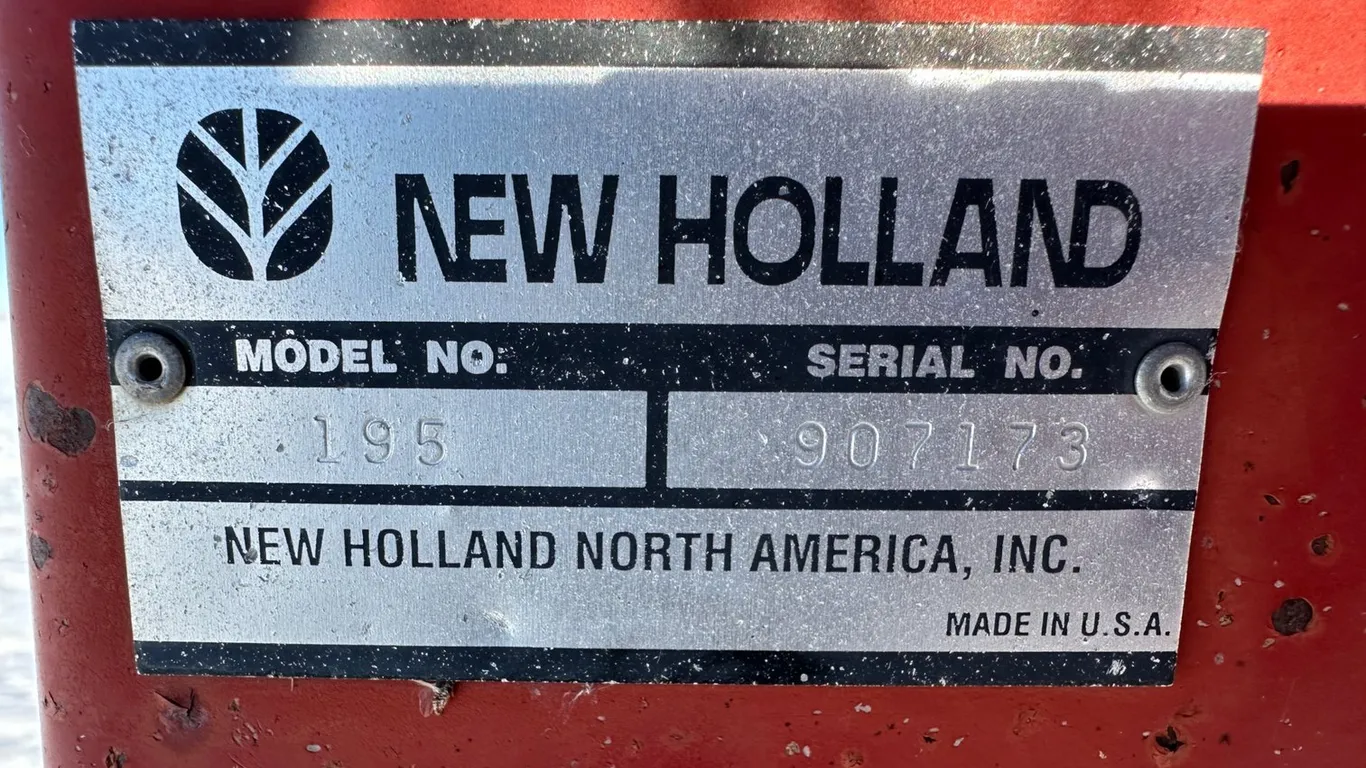 NEW HOLLAND
MODEL NO. SERIAL NO.
195 907173
NEW HOLLAND NORTH AMERICA, INC.
MADE IN U.S.A.